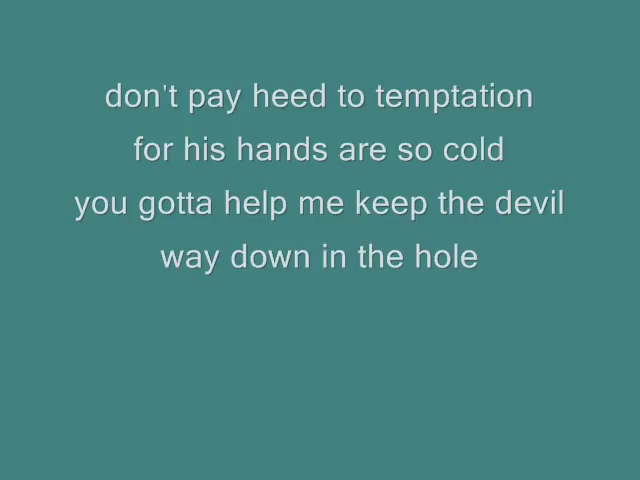 don't pay heed to temptation
for his hands are so cold
you gotta help me keep the devil
way down in the hole